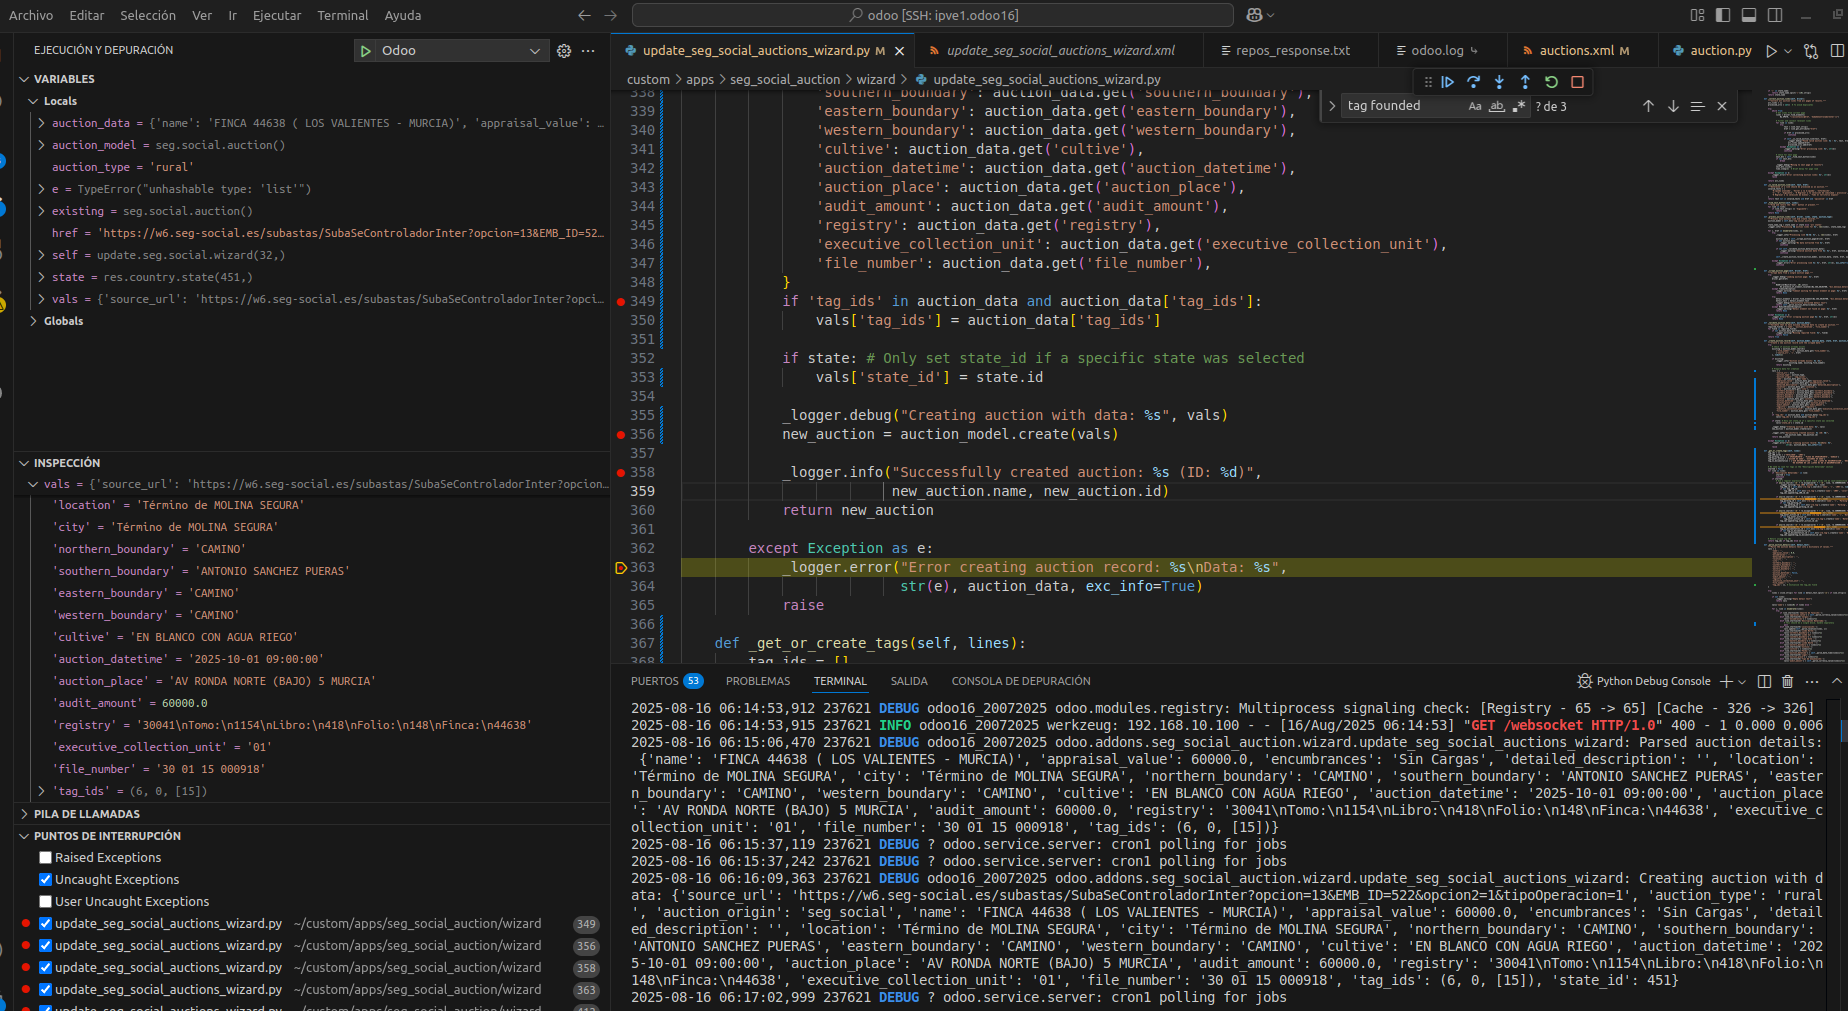 Archivo Editar Selección Ver Ir Ejecutar Terminal Ayuda
odoo [SSH: ipve1.odoo16]
EJECUCIÓN Y DEPURACIÓN
Odoo
VARIABLES
Locals
auction_data = {'name': 'FINCA 44638 ( LOS VALIENTES - MURCIA)', 'appraisal_value': …
auction_model = seg.social.auction()
auction_type = 'rural'
e = TypeError("unhashable type: 'list'")
existing = seg.social.auction()
href = 'https://w6.seg-social.es/subastas/SubaSeControladorInter?opcion=13&EMB_ID=52…
self = update.seg.social.wizard(32,)
state = res.country.state(451,)
vals = {'source_url': 'https://w6.seg-social.es/subastas/SubaSeControladorInter?opci…
Globals
INSPECCIÓN
vals = {'source_url': 'https://w6.seg-social.es/subastas/SubaSeControladorInter?opcion…
'location' = 'Término de MOLINA SEGURA'
'city' = 'Término de MOLINA SEGURA'
'northern_boundary' = 'CAMINO'
'southern_boundary' = 'ANTONIO SANCHEZ PUERAS'
'eastern_boundary' = 'CAMINO'
'western_boundary' = 'CAMINO'
'cultive' = 'EN BLANCO CON AGUA RIEGO'
'auction_datetime' = '2025-10-01 09:00:00'
'auction_place' = 'AV RONDA NORTE (BAJO) 5 MURCIA'
'audit_amount' = 60000.0
'registry' = '30041\nTomo:\n1154\nLibro:\n418\nFolio:\n148\nFinca:\n44638'
'executive_collection_unit' = '01'
'file_number' = '30 01 15 000918'
'tag_ids' = (6, 0, [15])
PILA DE LLAMADAS
PUNTOS DE INTERRUPCIÓN
Raised Exceptions
Uncaught Exceptions
User Uncaught Exceptions
update_seg_social_auctions_wizard.py ~/custom/apps/seg_social_auction/wizard 349
update_seg_social_auctions_wizard.py ~/custom/apps/seg_social_auction/wizard 356
update_seg_social_auctions_wizard.py ~/custom/apps/seg_social_auction/wizard 358
update_seg_social_auctions_wizard.py ~/custom/apps/seg_social_auction/wizard 363
update_seg_social_auctions_wizard.py M
update_seg_social_auctions_wizard.xml
repos_response.txt
odoo.log
auctions.xml M
auction.py
custom > apps > seg_social_auction > wizard > update_seg_social_auctions_wizard.py
tag founded Aa ab .* ? de 3
338 'southern_boundary': auction_data.get('southern_boundary'),
339 'eastern_boundary': auction_data.get('eastern_boundary'),
340 'western_boundary': auction_data.get('western_boundary'),
341 'cultive': auction_data.get('cultive'),
342 'auction_datetime': auction_data.get('auction_datetime'),
343 'auction_place': auction_data.get('auction_place'),
344 'audit_amount': auction_data.get('audit_amount'),
345 'registry': auction_data.get('registry'),
346 'executive_collection_unit': auction_data.get('executive_collection_unit'),
347 'file_number': auction_data.get('file_number'),
348 }
349 if 'tag_ids' in auction_data and auction_data['tag_ids']:
350 vals['tag_ids'] = auction_data['tag_ids']
351
352 if state: # Only set state_id if a specific state was selected
353 vals['state_id'] = state.id
354
355 _logger.debug("Creating auction with data: %s", vals)
356 new_auction = auction_model.create(vals)
357
358 _logger.info("Successfully created auction: %s (ID: %d)",
359 new_auction.name, new_auction.id)
360 return new_auction
361
362 except Exception as e:
363 _logger.error("Error creating auction record: %s\nData: %s",
364 str(e), auction_data, exc_info=True)
365 raise
366
367 def _get_or_create_tags(self, lines):
368 tag_ids = []
PUERTOS 53 PROBLEMAS TERMINAL SALIDA CONSOLA DE DEPURACIÓN
Python Debug Console
2025-08-16 06:14:53,912 237621 DEBUG odoo16_20072025 odoo.modules.registry: Multiprocess signaling check: [Registry - 65 -> 65] [Cache - 326 -> 326]
2025-08-16 06:14:53,915 237621 INFO odoo16_20072025 werkzeug: 192.168.10.100 - - [16/Aug/2025 06:14:53] "GET /websocket HTTP/1.0" 400 - 1 0.000 0.006
2025-08-16 06:15:06,470 237621 DEBUG odoo16_20072025 odoo.addons.seg_social_auction.wizard.update_seg_social_auctions_wizard: Parsed auction details:
{'name': 'FINCA 44638 ( LOS VALIENTES - MURCIA)', 'appraisal_value': 60000.0, 'encumbrances': 'Sin Cargas', 'detailed_description': '', 'location':
'Término de MOLINA SEGURA', 'city': 'Término de MOLINA SEGURA', 'northern_boundary': 'CAMINO', 'southern_boundary': 'ANTONIO SANCHEZ PUERAS', 'easter
n_boundary': 'CAMINO', 'western_boundary': 'CAMINO', 'cultive': 'EN BLANCO CON AGUA RIEGO', 'auction_datetime': '2025-10-01 09:00:00', 'auction_place
': 'AV RONDA NORTE (BAJO) 5 MURCIA', 'audit_amount': 60000.0, 'registry': '30041\nTomo:\n1154\nLibro:\n418\nFolio:\n148\nFinca:\n44638', 'executive_c
ollection_unit': '01', 'file_number': '30 01 15 000918', 'tag_ids': (6, 0, [15])}
2025-08-16 06:15:37,119 237621 DEBUG ? odoo.service.server: cron1 polling for jobs
2025-08-16 06:15:37,242 237621 DEBUG ? odoo.service.server: cron0 polling for jobs
2025-08-16 06:16:09,363 237621 DEBUG odoo16_20072025 odoo.addons.seg_social_auction.wizard.update_seg_social_auctions_wizard: Creating auction with d
ata: {'source_url': 'https://w6.seg-social.es/subastas/SubaSeControladorInter?opcion=13&EMB_ID=522&opcion2=1&tipoOperacion=1', 'auction_type': 'rural
', 'auction_origin': 'seg_social', 'name': 'FINCA 44638 ( LOS VALIENTES - MURCIA)', 'appraisal_value': 60000.0, 'encumbrances': 'Sin Cargas', 'detail
ed_description': '', 'location': 'Término de MOLINA SEGURA', 'city': 'Término de MOLINA SEGURA', 'northern_boundary': 'CAMINO', 'southern_boundary':
'ANTONIO SANCHEZ PUERAS', 'eastern_boundary': 'CAMINO', 'western_boundary': 'CAMINO', 'cultive': 'EN BLANCO CON AGUA RIEGO', 'auction_datetime': '202
5-10-01 09:00:00', 'auction_place': 'AV RONDA NORTE (BAJO) 5 MURCIA', 'audit_amount': 60000.0, 'registry': '30041\nTomo:\n1154\nLibro:\n418\nFolio:\n
148\nFinca:\n44638', 'executive_collection_unit': '01', 'file_number': '30 01 15 000918', 'tag_ids': (6, 0, [15]), 'state_id': 451}
2025-08-16 06:17:02,999 237621 DEBUG ? odoo.service.server: cron1 polling for jobs